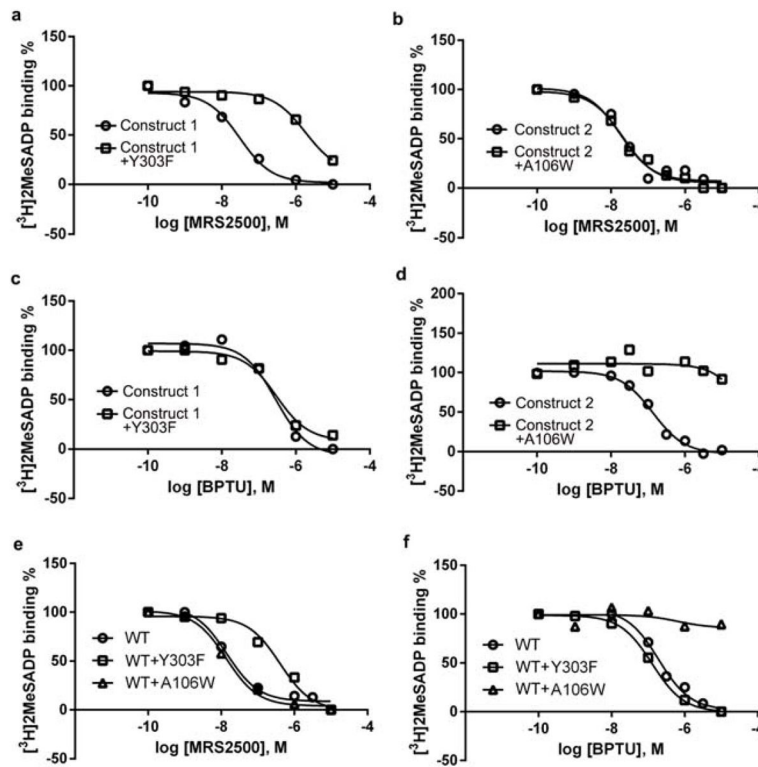 a
[³H]2MeSADP binding %
150
100
50
0
-50
Construct 1
Construct 1
+Y303F
-10
-8
-6
-4
log [MRS2500], M
b
[³H]2MeSADP binding %
150
100
50
0
-50
Construct 2
Construct 2
+A106W
-10
-8
-6
-4
log [MRS2500], M
c
[³H]2MeSADP binding %
150
100
50
0
-50
Construct 1
Construct 1
+Y303F
-10
-8
-6
-4
log [BPTU], M
d
[³H]2MeSADP binding %
200
150
100
50
0
-50
Construct 2
Construct 2
+A106W
-10
-8
-6
-4
log [BPTU], M
e
[³H]2MeSADP binding %
150
100
50
0
-50
WT
WT+Y303F
WT+A106W
-10
-8
-6
-4
log [MRS2500], M
f
[³H]2MeSADP binding %
150
100
50
0
-50
WT
WT+Y303F
WT+A106W
-10
-8
-6
-4
log [BPTU], M